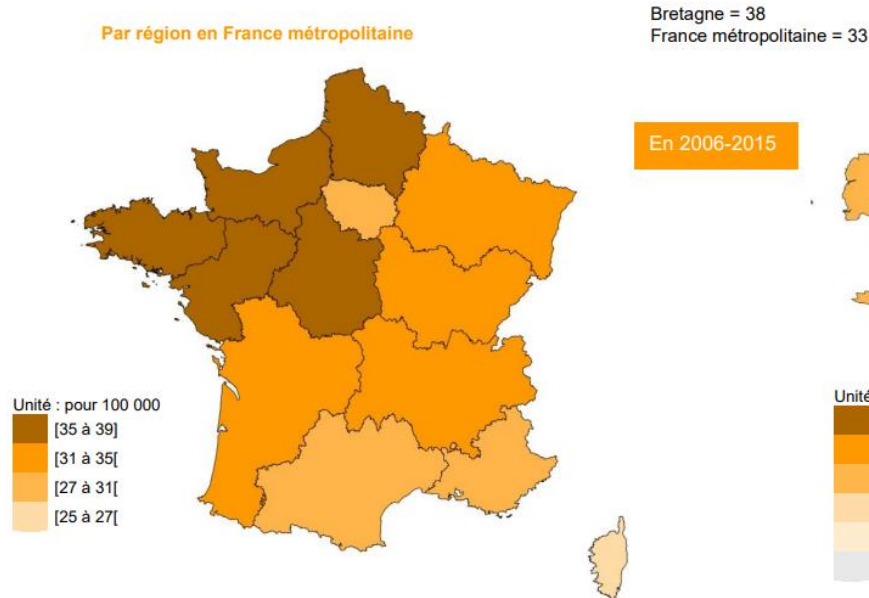 Par région en France métropolitaine
Bretagne = 38
France métropolitaine = 33
En 2006-2015
Unité : pour 100 000
[35 à 39]
[31 à 35[
[27 à 31[
[25 à 27[
Unité